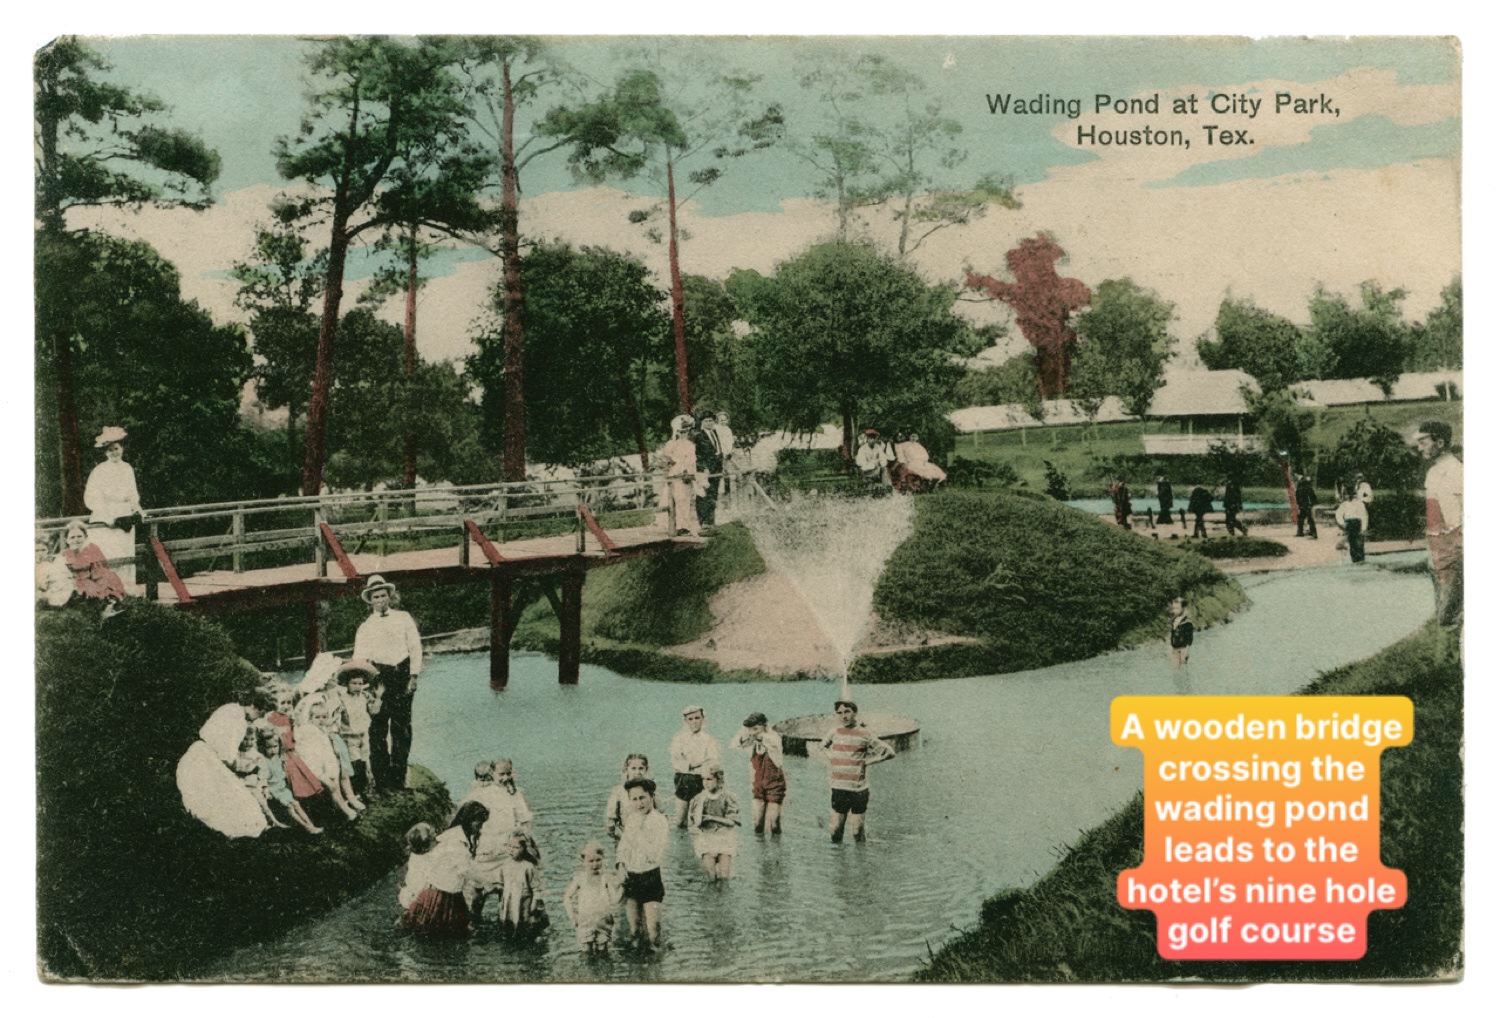 Wading Pond at City Park,
Houston, Tex.
A wooden bridge
crossing the
wading pond
leads to the
hotel’s nine hole
golf course